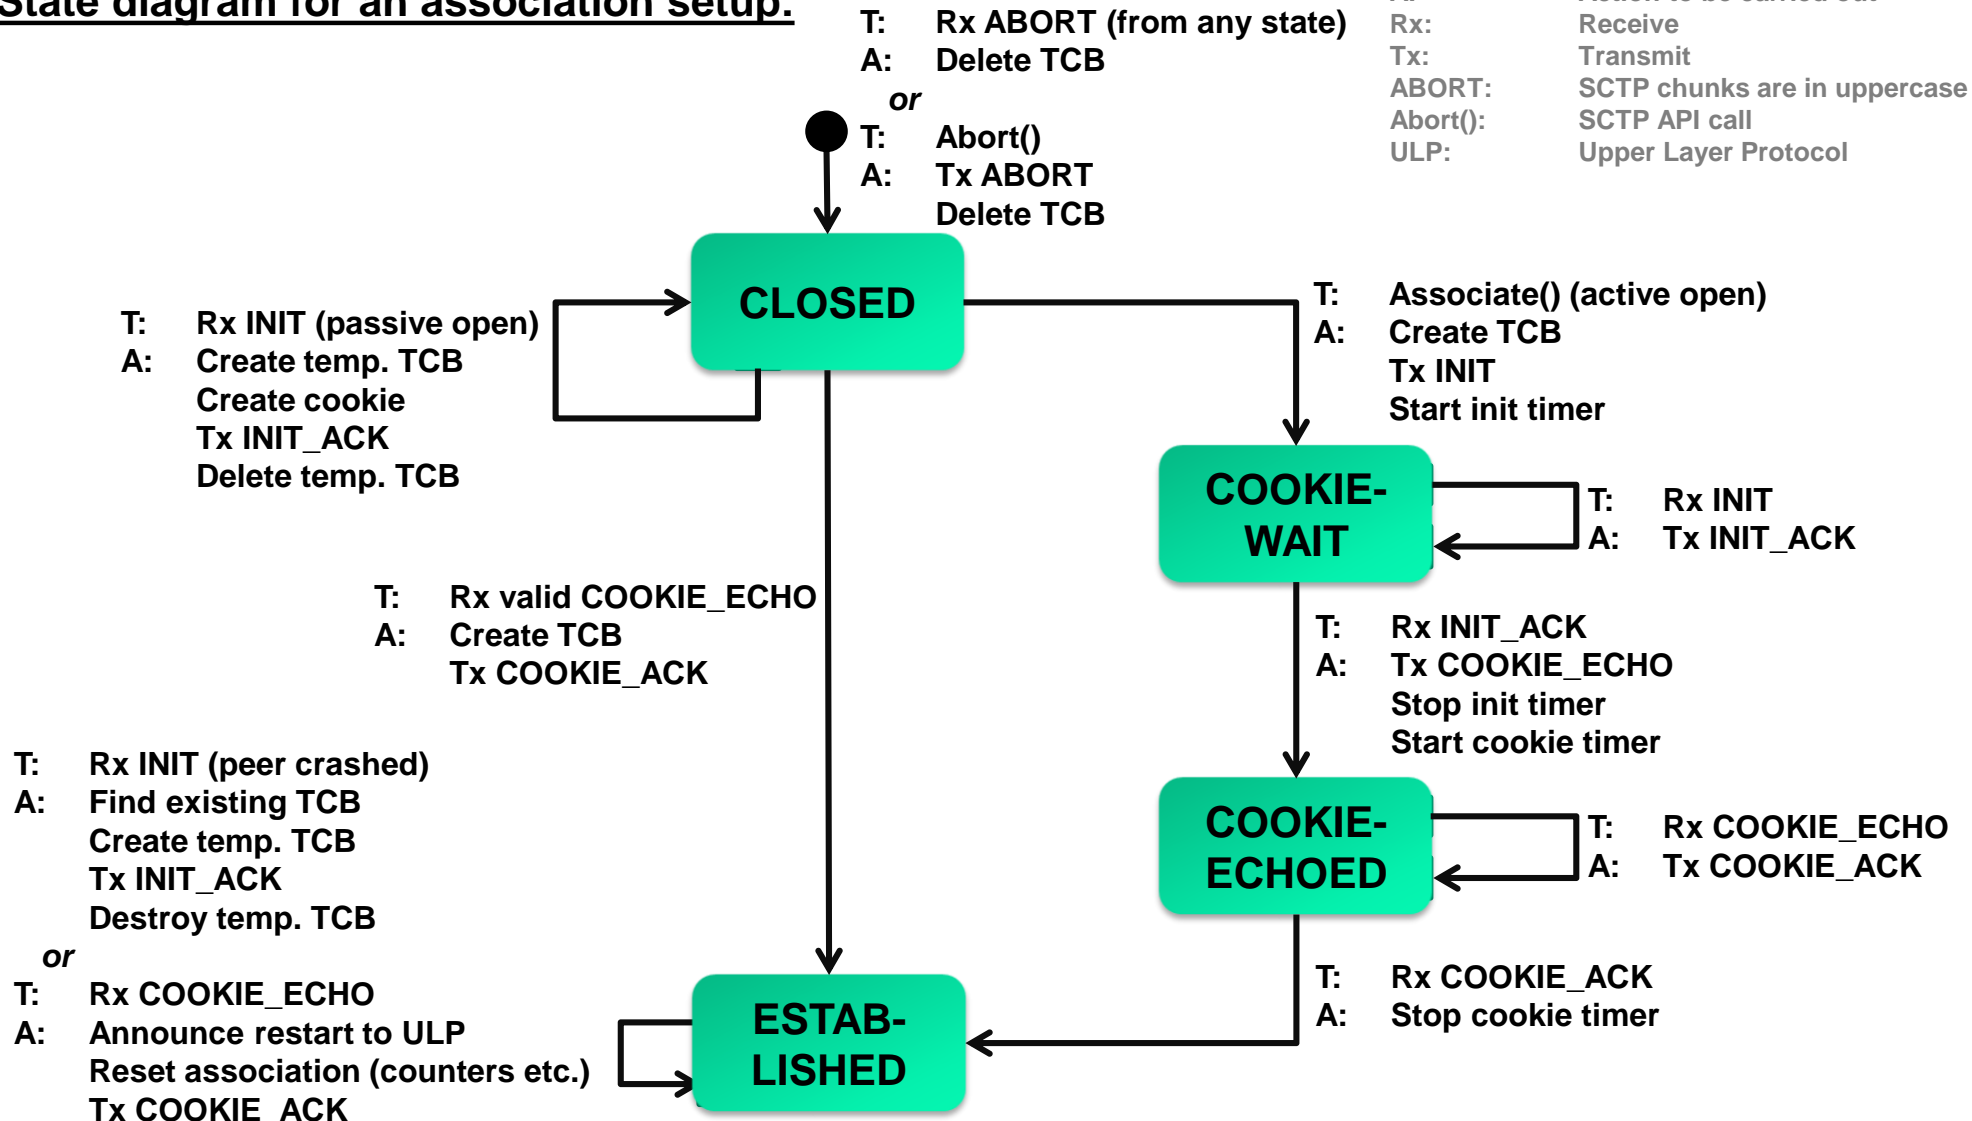 State diagram for an association setup:
T: Rx ABORT (from any state)
A: Delete TCB
or
T: Abort()
A: Tx ABORT
Delete TCB
A: Action to be carried out
Rx: Receive
Tx: Transmit
ABORT: SCTP chunks are in uppercase
Abort(): SCTP API call
ULP: Upper Layer Protocol
CLOSED
T: Rx INIT (passive open)
A: Create temp. TCB
Create cookie
Tx INIT_ACK
Delete temp. TCB
T: Associate() (active open)
A: Create TCB
Tx INIT
Start init timer
COOKIE-
WAIT
T: Rx INIT
A: Tx INIT_ACK
T: Rx valid COOKIE_ECHO
A: Create TCB
Tx COOKIE_ACK
T: Rx INIT_ACK
A: Tx COOKIE_ECHO
Stop init timer
Start cookie timer
T: Rx INIT (peer crashed)
A: Find existing TCB
Create temp. TCB
Tx INIT_ACK
Destroy temp. TCB
or
T: Rx COOKIE_ECHO
A: Announce restart to ULP
Reset association (counters etc.)
Tx COOKIE_ACK
COOKIE-
ECHOED
T: Rx COOKIE_ECHO
A: Tx COOKIE_ACK
ESTAB-
LISHED
T: Rx COOKIE_ACK
A: Stop cookie timer